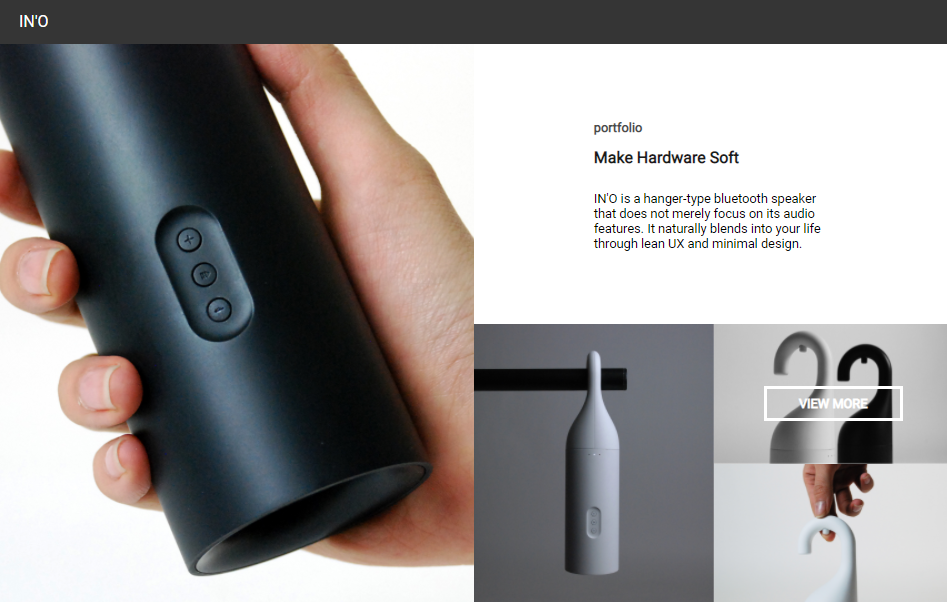 IN'O
portfolio
Make Hardware Soft
IN'O is a hanger-type bluetooth speaker
that does not merely focus on its audio
features. It naturally blends into your life
through lean UX and minimal design.
VIEW MORE